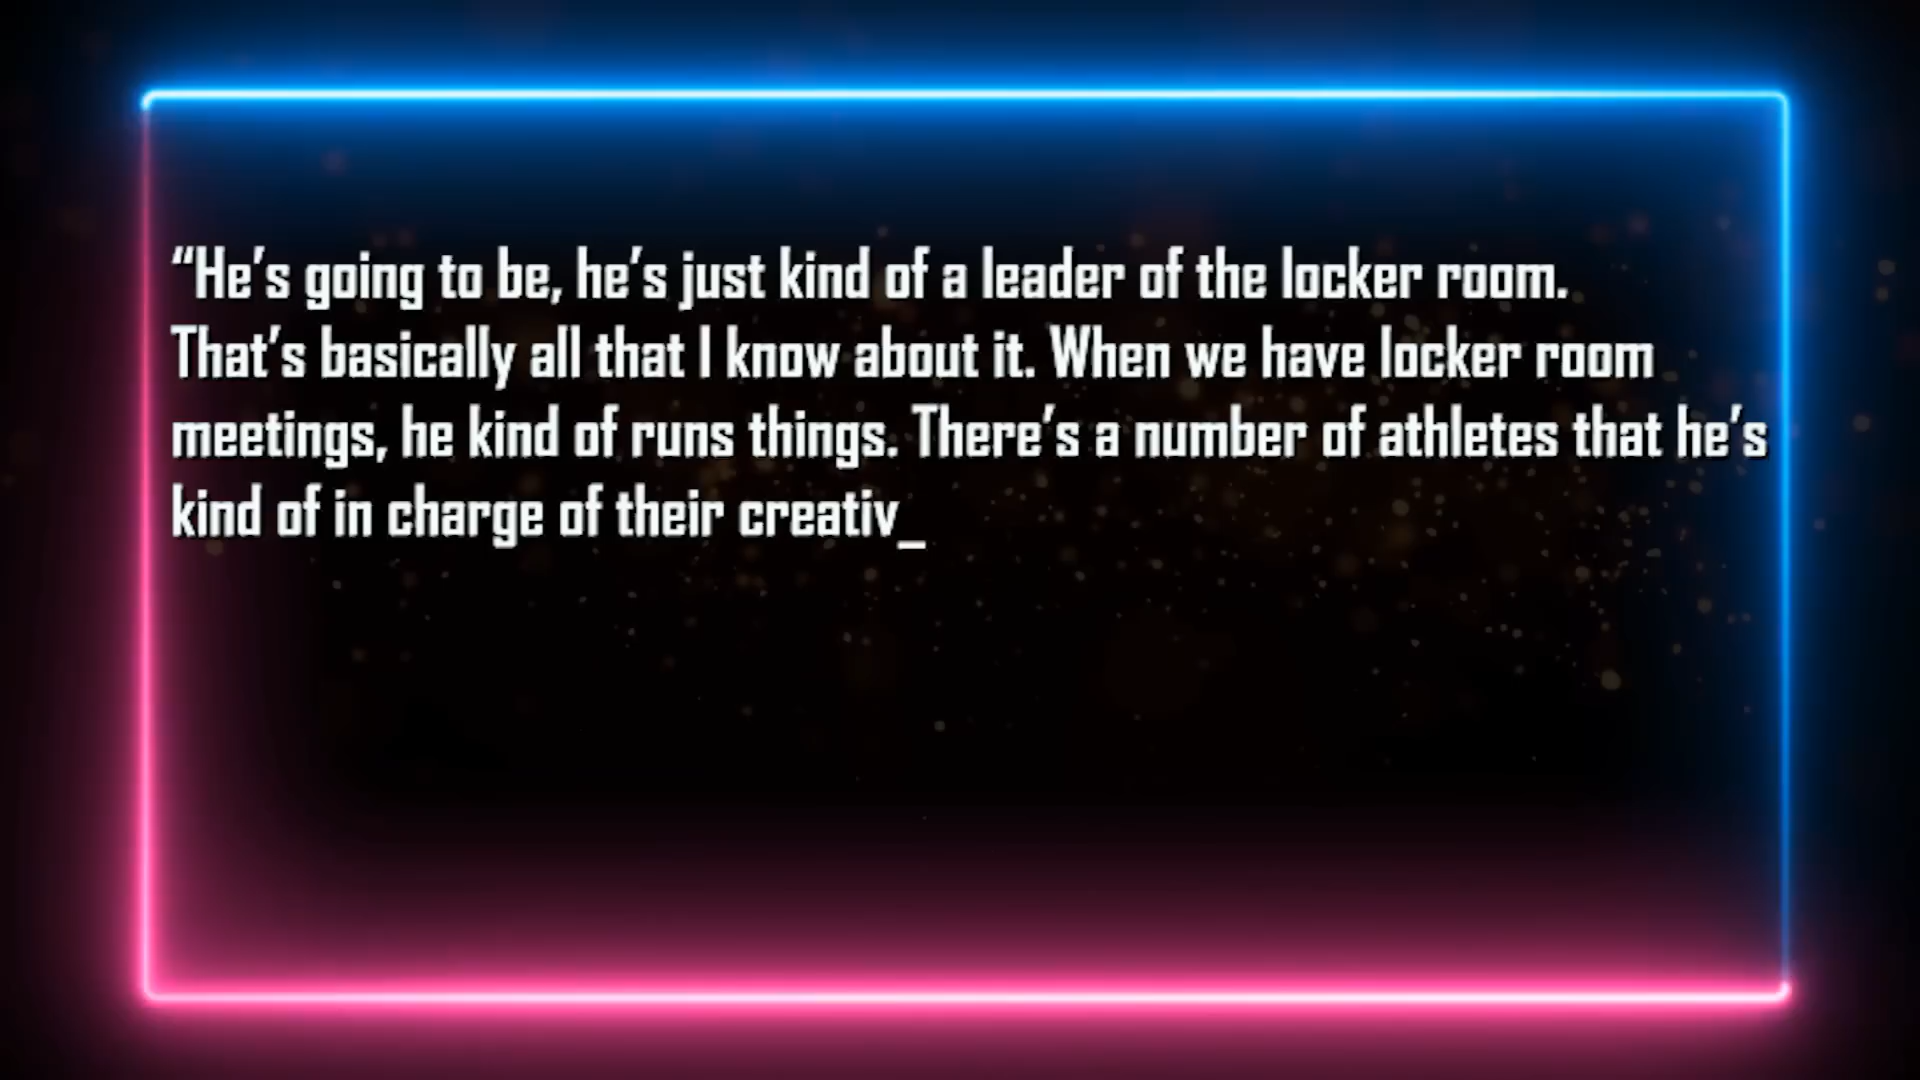 “He’s going to be, he’s just kind of a leader of the locker room.
That’s basically all that I know about it. When we have locker room
meetings, he kind of runs things. There’s a number of athletes that he’s
kind of in charge of their creativ_